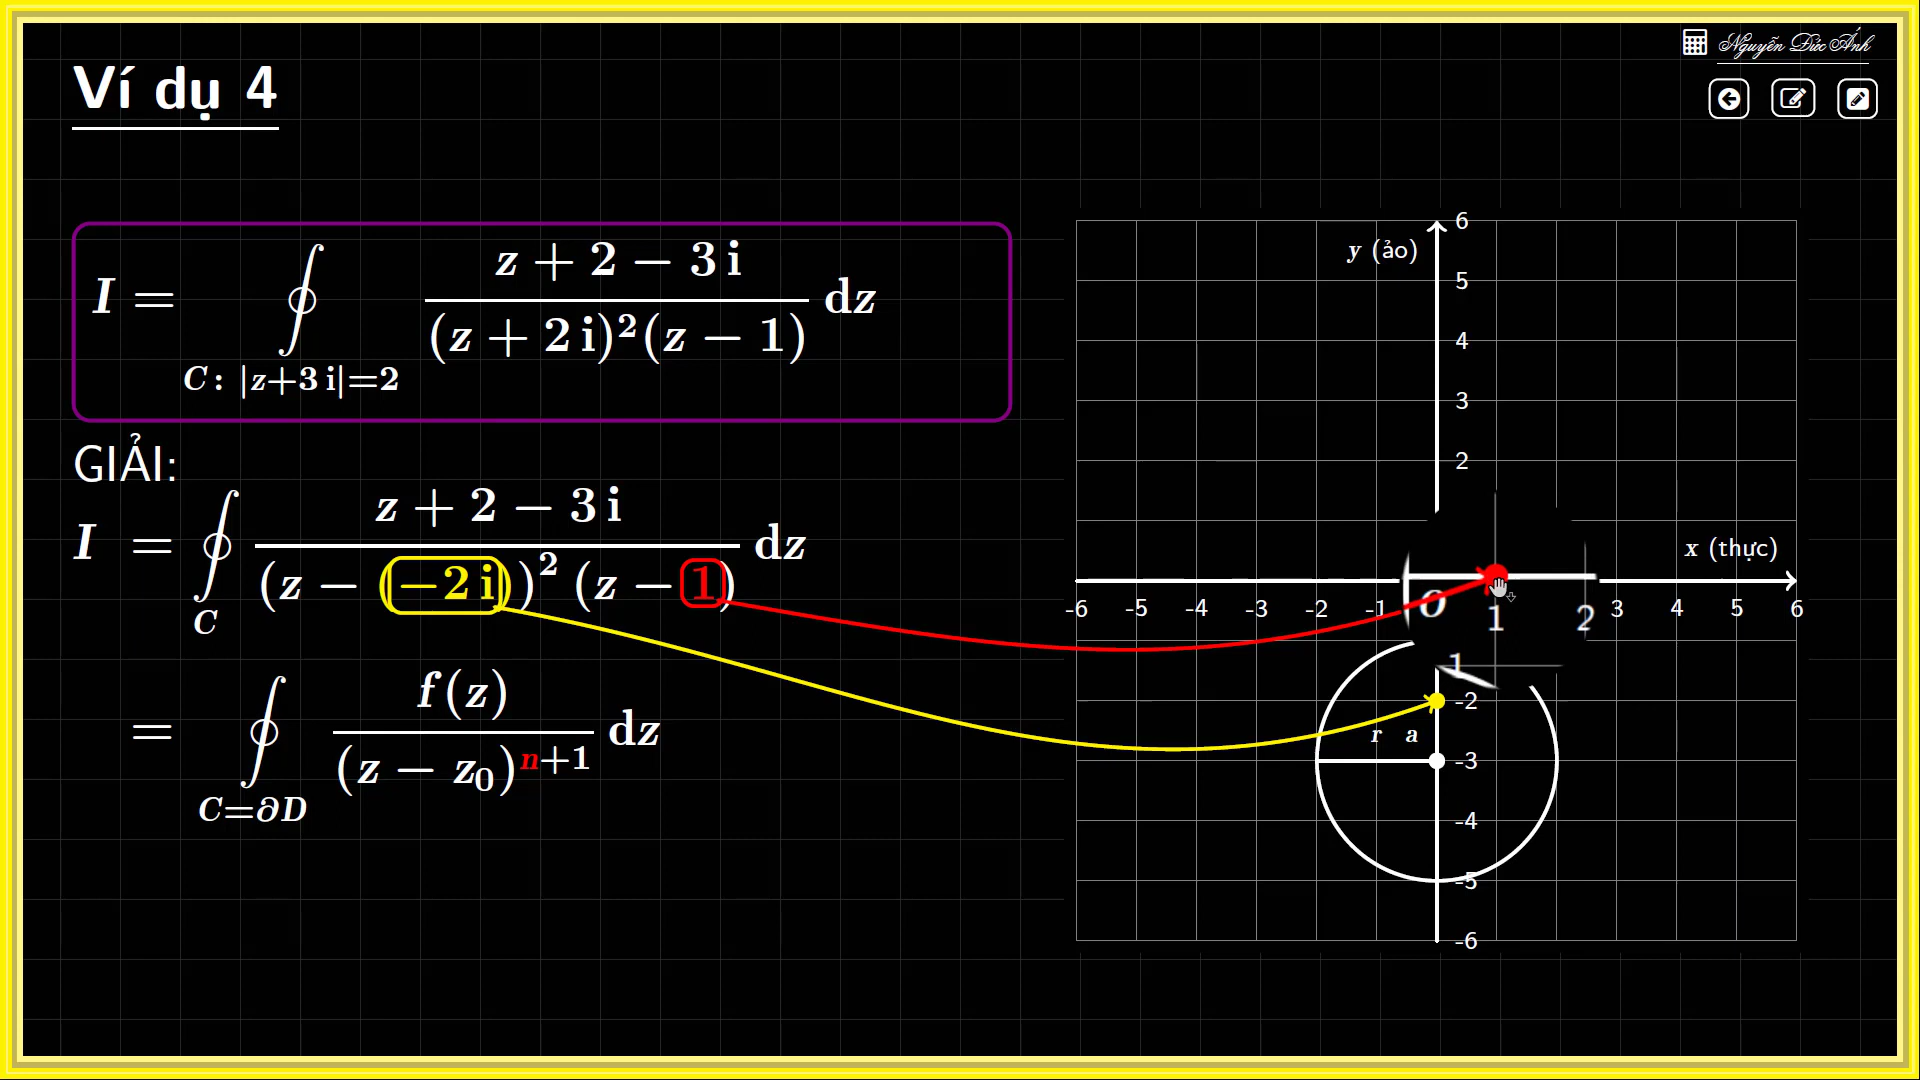 Nguyễn Đức Ánh
Ví dụ 4
I = ∮ (z + 2 − 3i) / ((z + 2i)²(z − 1)) dz
C: |z+3i|=2
GIẢI:
I = ∮ (z + 2 − 3i) / ((z − (−2i))² (z − 1)) dz
C
= ∮ f(z) / (z − z₀)ⁿ⁺¹ dz
C=∂D
6
y (ảo)
5
4
3
2
x (thực)
-6 -5 -4 -3 -2 -1 O 1 2 3 4 5 6
1
-2
r a
-3
-4
-5
-6